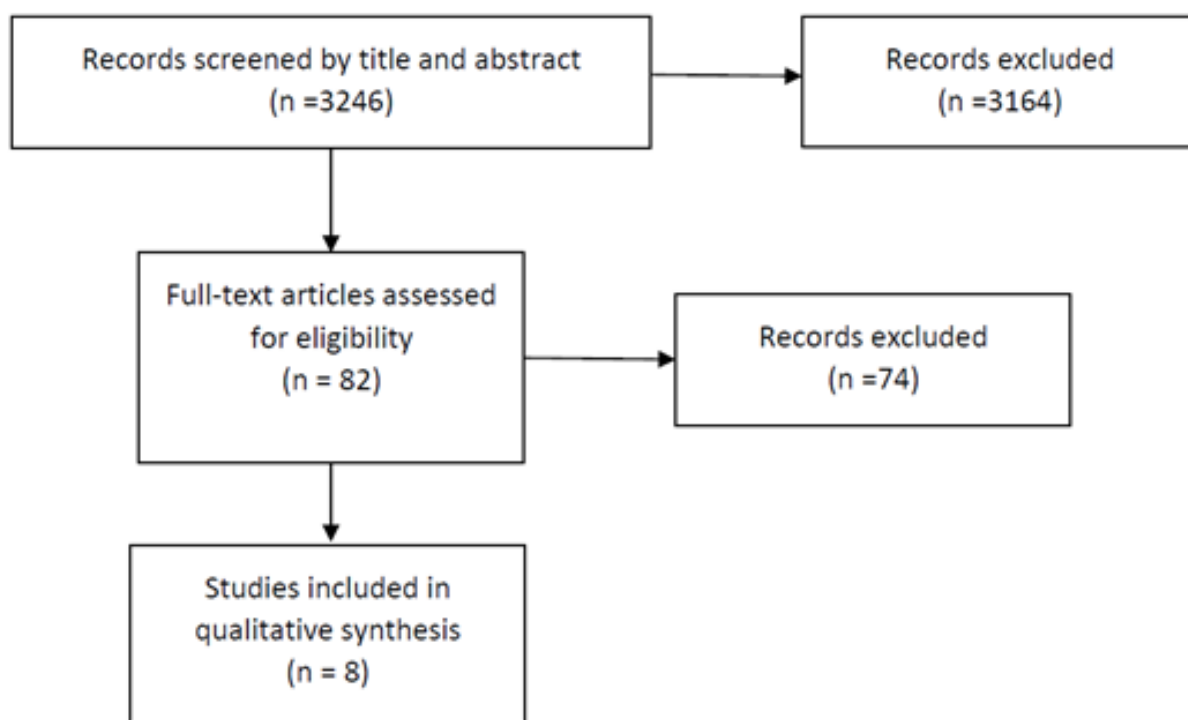 Records screened by title and abstract
(n =3246)
Records excluded
(n =3164)
Full-text articles assessed
for eligibility
(n = 82)
Records excluded
(n =74)
Studies included in
qualitative synthesis
(n = 8)